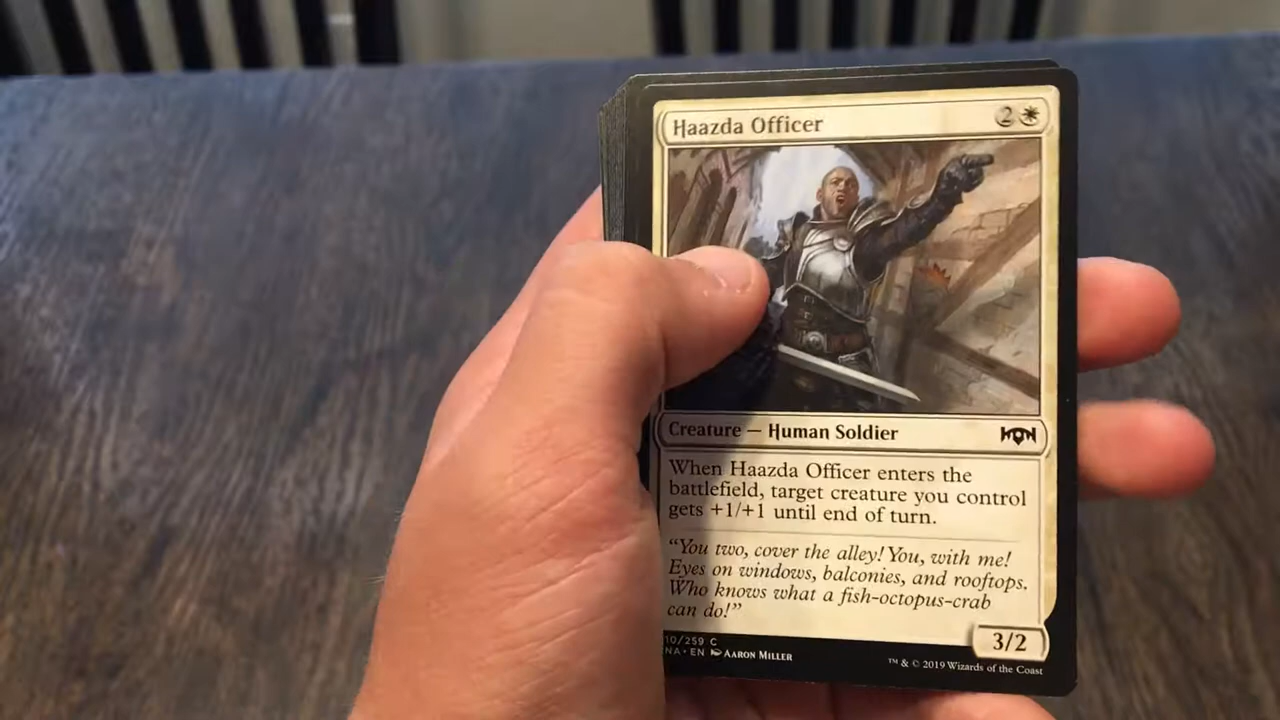 Haazda Officer 2
Creature — Human Soldier
When Haazda Officer enters the
battlefield, target creature you control
gets +1/+1 until end of turn.
“You two, cover the alley! You, with me!
Eyes on windows, balconies, and rooftops.
Who knows what a fish-octopus-crab
can do!”
3/2
10/259 C
NA • EN AARON MILLER
™ & © 2019 Wizards of the Coast